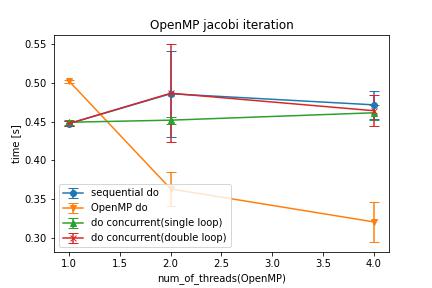 OpenMP jacobi iteration
0.55
0.50
0.45
0.40
0.35
0.30
time [s]
sequential do
OpenMP do
do concurrent(single loop)
do concurrent(double loop)
1.0 1.5 2.0 2.5 3.0 3.5 4.0
num_of_threads(OpenMP)